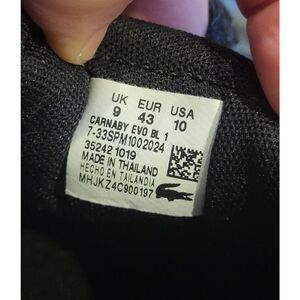 UK EUR USA
9 43 10
CARNABY EVO BL 1
7-33SPM1002024
35242 1019
MADE IN THAILAND
HECHO EN TAILANDIA
MHJKZ4C900197